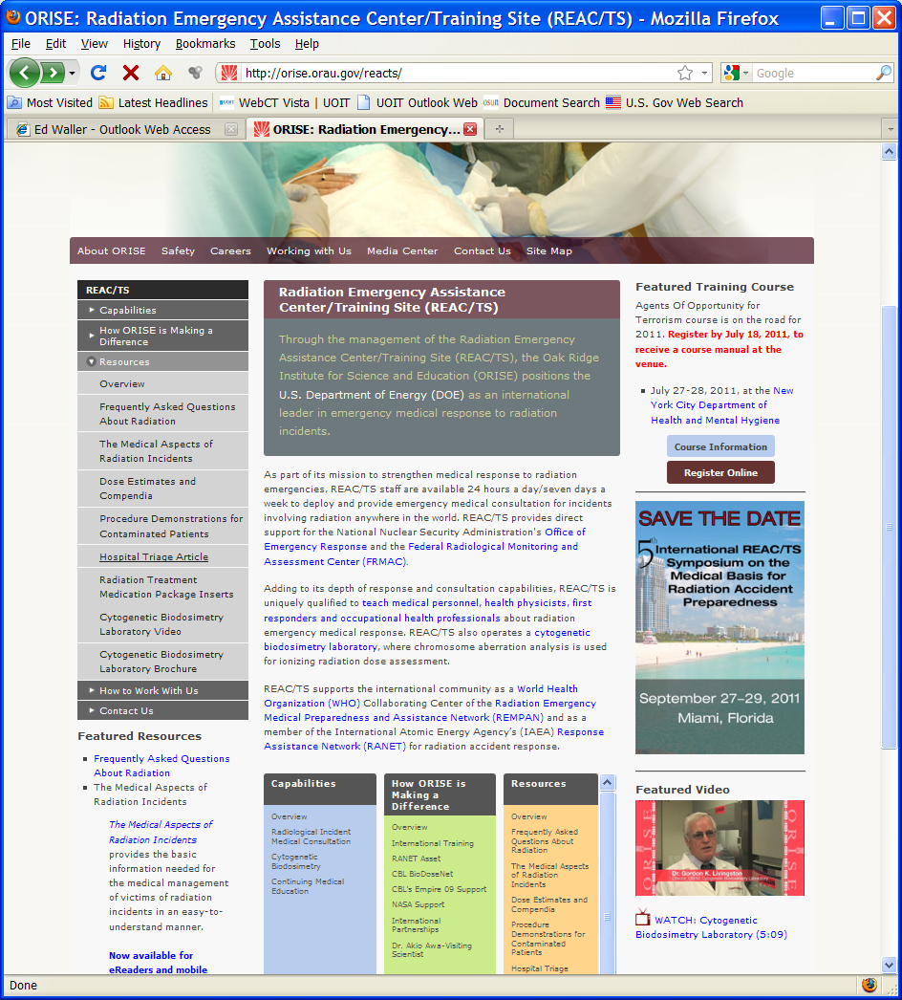 ORISE: Radiation Emergency Assistance Center/Training Site (REAC/TS) - Mozilla Firefox
File Edit View History Bookmarks Tools Help
http://orise.orau.gov/reacts/
Google
Most Visited Latest Headlines WebCT Vista | UOIT UOIT Outlook Web Document Search U.S. Gov Web Search
Ed Waller - Outlook Web Access
ORISE: Radiation Emergency...
About ORISE Safety Careers Working with Us Media Center Contact Us Site Map
REAC/TS
Capabilities
How ORISE is Making a
Difference
Resources
Overview
Frequently Asked Questions
About Radiation
The Medical Aspects of
Radiation Incidents
Dose Estimates and
Compendia
Procedure Demonstrations for
Contaminated Patients
Hospital Triage Article
Radiation Treatment
Medication Package Inserts
Cytogenetic Biodosimetry
Laboratory Video
Cytogenetic Biodosimetry
Laboratory Brochure
How to Work With Us
Contact Us
Featured Resources
Frequently Asked Questions
About Radiation
The Medical Aspects of
Radiation Incidents
The Medical Aspects of
Radiation Incidents
provides the basic
information needed for
the medical management
of victims of radiation
incidents in an easy-to-
understand manner.
Now available for
eReaders and mobile
Radiation Emergency Assistance
Center/Training Site (REAC/TS)
Through the management of the Radiation Emergency
Assistance Center/Training Site (REAC/TS), the Oak Ridge
Institute for Science and Education (ORISE) positions the
U.S. Department of Energy (DOE) as an international
leader in emergency medical response to radiation
incidents.
As part of its mission to strengthen medical response to radiation
emergencies, REAC/TS staff are available 24 hours a day/seven days a
week to deploy and provide emergency medical consultation for incidents
involving radiation anywhere in the world. REAC/TS provides direct
support for the National Nuclear Security Administration's Office of
Emergency Response and the Federal Radiological Monitoring and
Assessment Center (FRMAC).
Adding to its depth of response and consultation capabilities, REAC/TS is
uniquely qualified to teach medical personnel, health physicists, first
responders and occupational health professionals about radiation
emergency medical response. REAC/TS also operates a cytogenetic
biodosimetry laboratory, where chromosome aberration analysis is used
for ionizing radiation dose assessment.
REAC/TS supports the international community as a World Health
Organization (WHO) Collaborating Center of the Radiation Emergency
Medical Preparedness and Assistance Network (REMPAN) and as a
member of the International Atomic Energy Agency's (IAEA) Response
Assistance Network (RANET) for radiation accident response.
Capabilities
Overview
Radiological Incident
Medical Consultation
Cytogenetic
Biodosimetry
Continuing Medical
Education
How ORISE is
Making a
Difference
Overview
International Training
RANET Asset
CBL BioDoseNet
CBL's Empire 09 Support
NASA Support
International
Partnerships
Dr. Akio Awa-Visiting
Scientist
Resources
Overview
Frequently Asked
Questions About
Radiation
The Medical Aspects
of Radiation
Incidents
Dose Estimates and
Compendia
Procedure
Demonstrations for
Contaminated
Patients
Hospital Triage
Featured Training Course
Agents Of Opportunity for
Terrorism course is on the road for
2011. Register by July 18, 2011, to
receive a course manual at the
venue.
July 27-28, 2011, at the New
York City Department of
Health and Mental Hygiene
Course Information
Register Online
SAVE THE DATE
5th International REAC/TS
Symposium on the
Medical Basis for
Radiation Accident
Preparedness
September 27-29, 2011
Miami, Florida
Featured Video
ORISE
Dr. Gordon K. Livingston
WATCH: Cytogenetic
Biodosimetry Laboratory (5:09)
Done